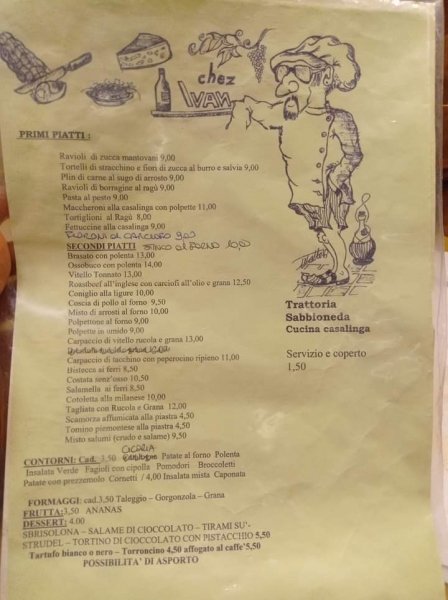 chez
IVAN
PRIMI PIATTI :
Ravioli di zucca mantovani 9,00
Tortelli di stracchino e fiori di zucca al burro e salvia 9,00
Plin di carne al sugo di arrosto 9,00
Ravioli di borragine al ragù 9,00
Pasta al pesto 9,00
Maccheroni alla casalinga con polpette 11,00
Tortiglioni al Ragù 8,00
Fettuccine alla casalinga 9,00
AL CARCIOFO 9,00
SECONDI PIATTI STINCO al FORNO 10,00
Brasato con polenta 13,00
Ossobuco con polenta 14,00
Vitello Tonnato 13,00
Roastbeef all'inglese con carciofi all'olio e grana 12,50
Coniglio alla ligure 10,00
Coscia di pollo al forno 9,50
Misto di arrosti al forno 10,00
Polpettone al forno 9,00
Polpette in umido 9,00
Carpaccio di vitello rucola e grana 13,00
Carpaccio di tacchino con peperocino ripieno 11,00
Bistecca ai ferri 8,50
Costata senz'osso 10,50
Salamella ai ferri 8,50
Cotoletta alla milanese 10,00
Tagliata con Rucola e Grana 12,00
Scamorza affumicata alla piastra 4,50
Tomino piemontese alla piastra 4,50
Misto salumi (crudo e salame) 9,50
CICORIA
CONTORNI: Cad. 3,50 Patate al forno Polenta
Insalata Verde Fagioli con cipolla Pomodori Broccoletti
Patate con prezzemolo Cornetti / 4,00 Insalata mista Caponata
FORMAGGI: cad.3,50 Taleggio – Gorgonzola – Grana
FRUTTA:3,50 ANANAS
DESSERT: 4.00
SBRISOLONA – SALAME DI CIOCCOLATO – TIRAMI SU'-
STRUDEL – TORTINO DI CIOCCOLATO CON PISTACCHIO 5,50
Tartufo bianco o nero – Torroncino 4,50 affogato al caffe'5,50
POSSIBILITA' DI ASPORTO
Trattoria
Sabbioneda
Cucina casalinga
Servizio e coperto
1,50